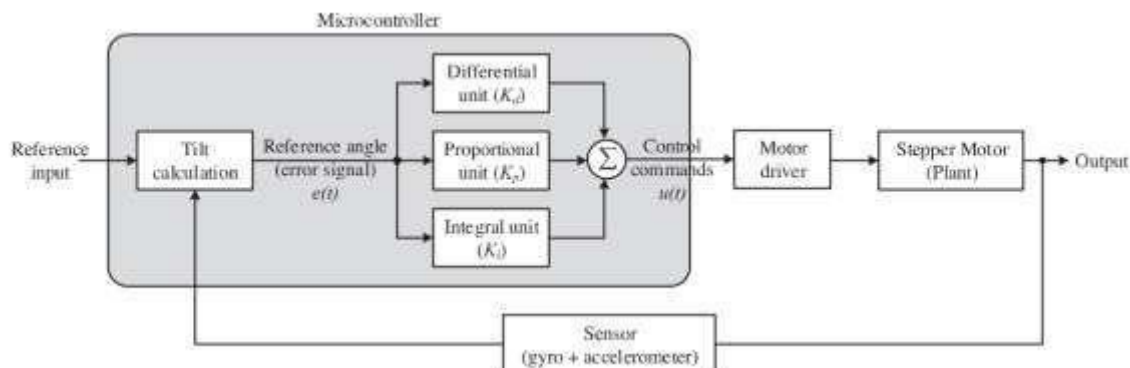 Microcontroller
Differential
unit (Kd)
Reference
input
Tilt
calculation
Reference angle
(error signal)
e(t)
Proportional
unit (Kp)
Σ
Control
commands
u(t)
Motor
driver
Stepper Motor
(Plant)
Output
Integral unit
(Ki)
Sensor
(gyro + accelerometer)